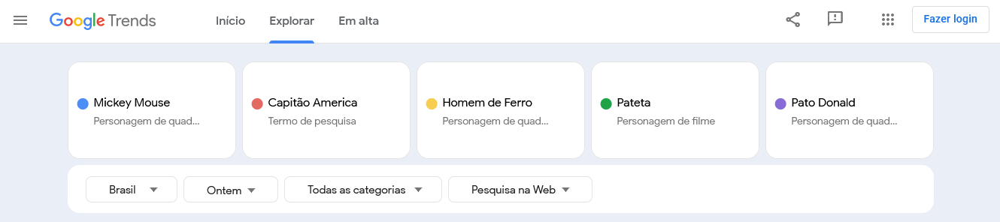 Google Trends
Início Explorar Em alta
Fazer login
Mickey Mouse
Personagem de quad...
Capitão America
Termo de pesquisa
Homem de Ferro
Personagem de quad...
Pateta
Personagem de filme
Pato Donald
Personagem de quad...
Brasil Ontem Todas as categorias Pesquisa na Web